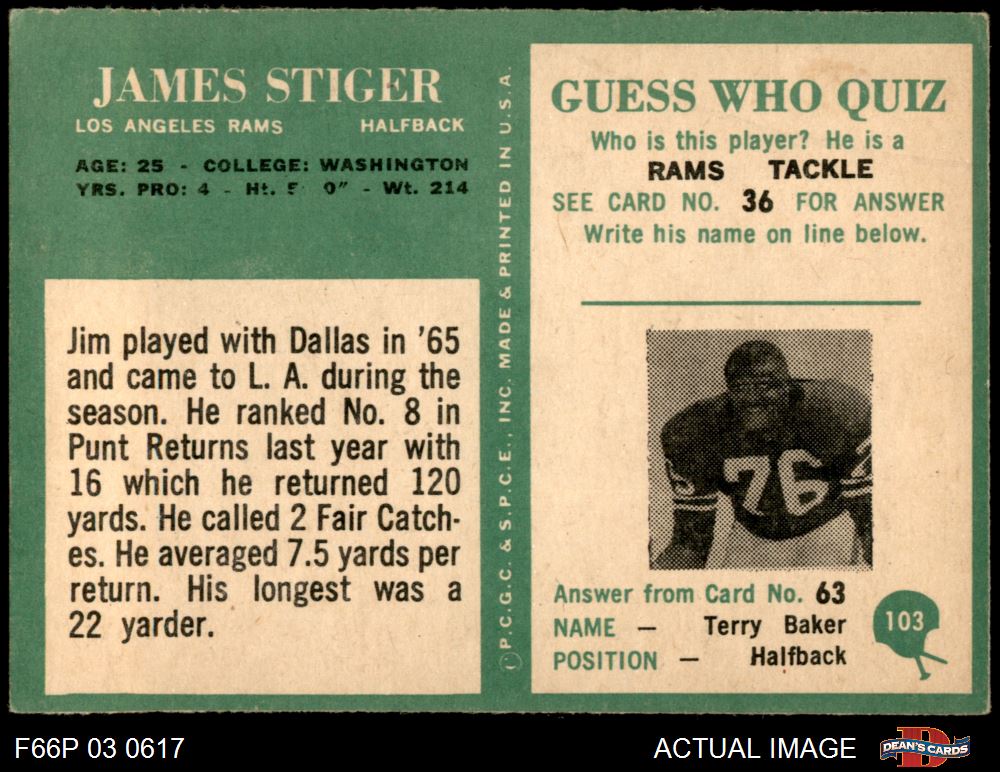 JAMES STIGER
LOS ANGELES RAMS HALFBACK
AGE: 25 - COLLEGE: WASHINGTON
YRS. PRO: 4 - Ht. 5 0" - Wt. 214
Jim played with Dallas in '65
and came to L. A. during the
season. He ranked No. 8 in
Punt Returns last year with
16 which he returned 120
yards. He called 2 Fair Catch-
es. He averaged 7.5 yards per
return. His longest was a
22 yarder.
©P.C.G.C. & S.P.C.E., INC. MADE & PRINTED IN U.S.A.
GUESS WHO QUIZ
Who is this player? He is a
RAMS TACKLE
SEE CARD NO. 36 FOR ANSWER
Write his name on line below.
76
Answer from Card No. 63
NAME — Terry Baker
POSITION — Halfback
103
F66P 03 0617
ACTUAL IMAGE
D
DEAN'S CARDS